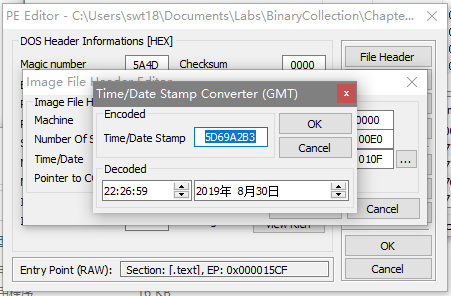 PE Editor - C:\Users\swt18\Documents\Labs\BinaryCollection\Chapte...
DOS Header Informations [HEX]
Magic number 5A4D Checksum 0000
File Header
Image File Header Editor
Time/Date Stamp Converter (GMT) x
Image File H
Encoded
Machine
0000
OK
Number Of S
Time/Date Stamp 5D69A2B3
00E0
Cancel
Time/Date
010F ...
Pointer to Co
Decoded
22:26:59 2019年 8月30日
Cancel
View Rich
OK
Entry Point (RAW): Section: [.text], EP: 0x000015CF
Cancel